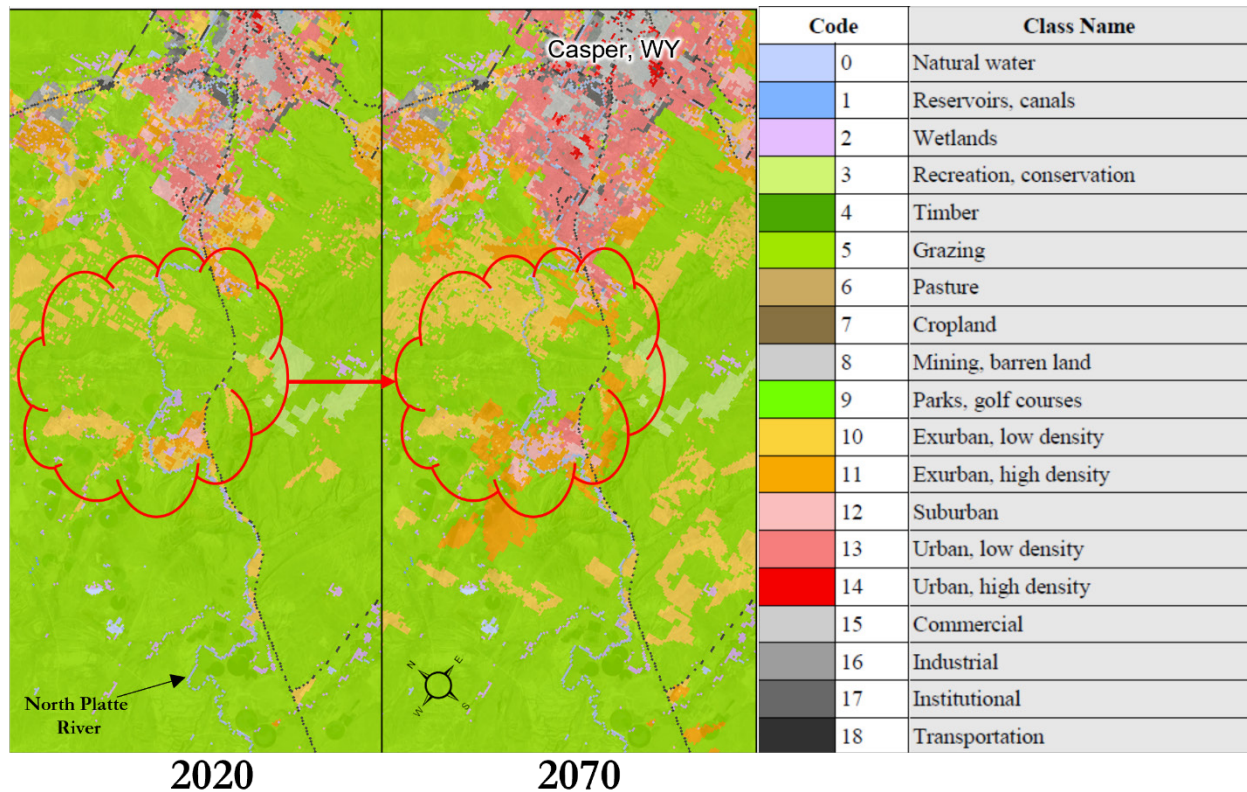 Casper, WY
N
E
W
S
North Platte
River
2020
2070
Code Class Name
0 Natural water
1 Reservoirs, canals
2 Wetlands
3 Recreation, conservation
4 Timber
5 Grazing
6 Pasture
7 Cropland
8 Mining, barren land
9 Parks, golf courses
10 Exurban, low density
11 Exurban, high density
12 Suburban
13 Urban, low density
14 Urban, high density
15 Commercial
16 Industrial
17 Institutional
18 Transportation